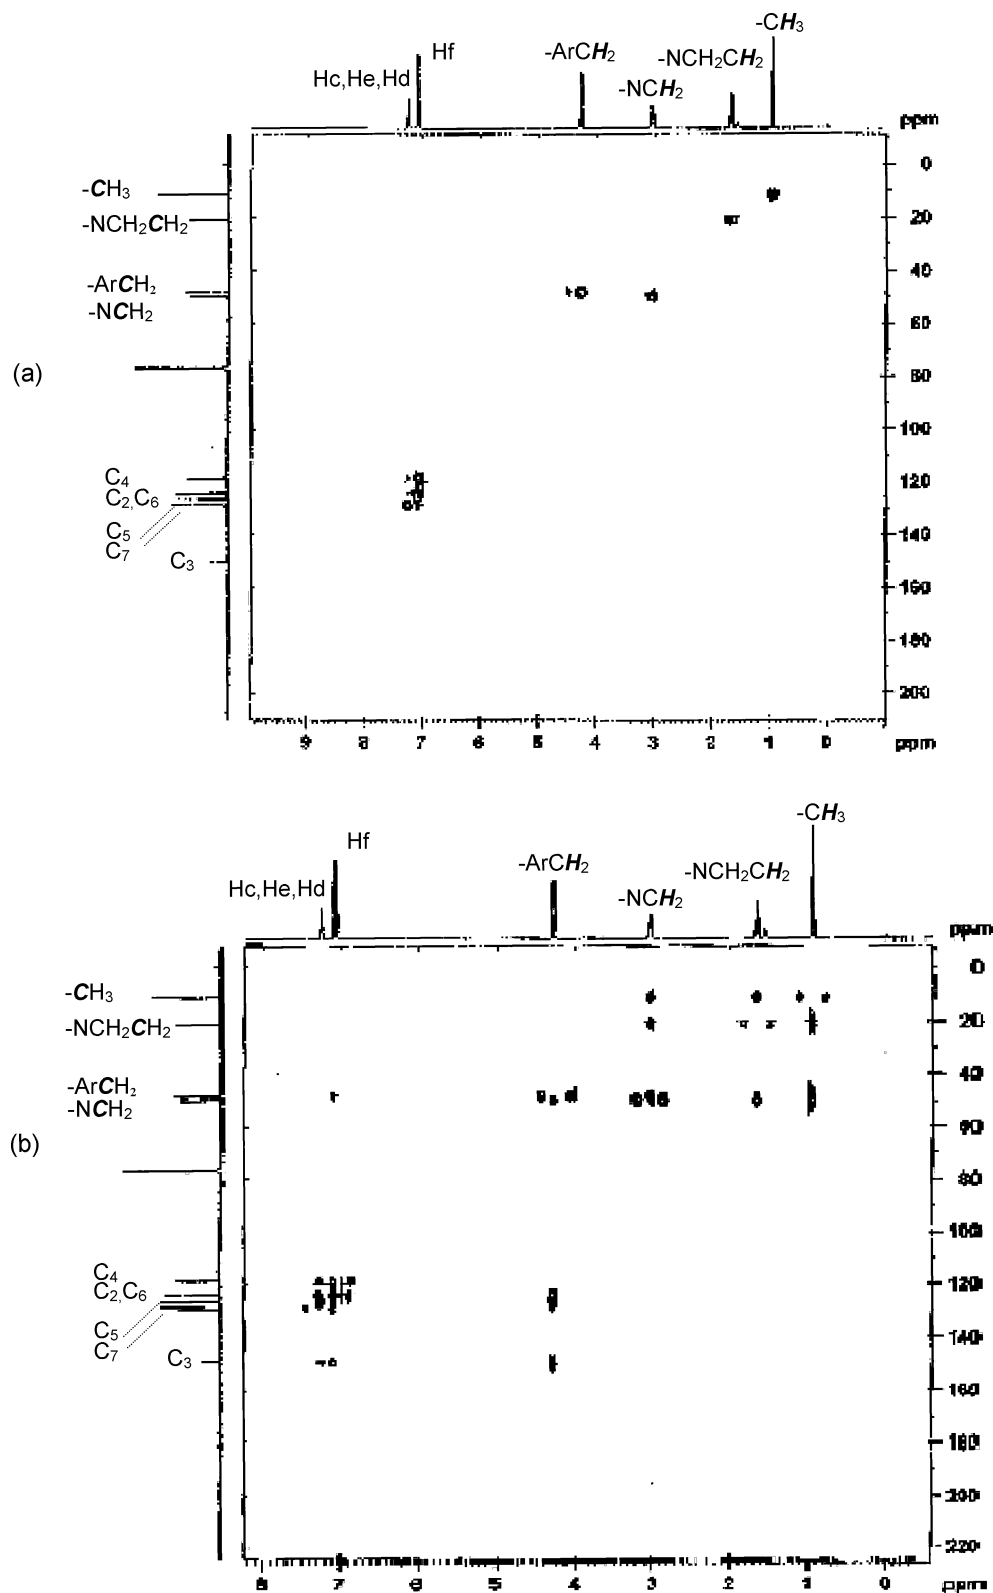 (a)
-CH3
-NCH2CH2
-ArCH2
-NCH2
Hf
Hc,He,Hd
ppm
-CH3
-NCH2CH2
-ArCH2
-NCH2
C4
C2,C6
C5
C7
C3
0
20
40
60
80
100
120
140
160
180
200
9 8 7 6 5 4 3 2 1 0 ppm
(b)
-CH3
Hf
-ArCH2
-NCH2CH2
Hc,He,Hd
-NCH2
ppm
-CH3
-NCH2CH2
-ArCH2
-NCH2
C4
C2,C6
C5
C7
C3
0
20
40
60
80
100
120
140
160
180
200
220
8 7 6 5 4 3 2 1 0 ppm